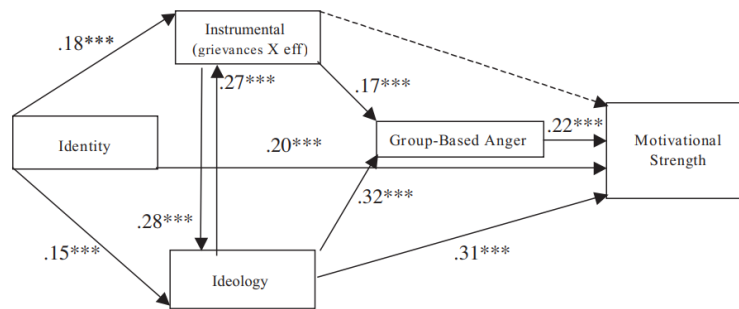 Instrumental
(grievances X eff)
.18***
.27***
.17***
Identity
.20***
Group-Based Anger
.22***
Motivational
Strength
.28***
.32***
.15***
Ideology
.31***